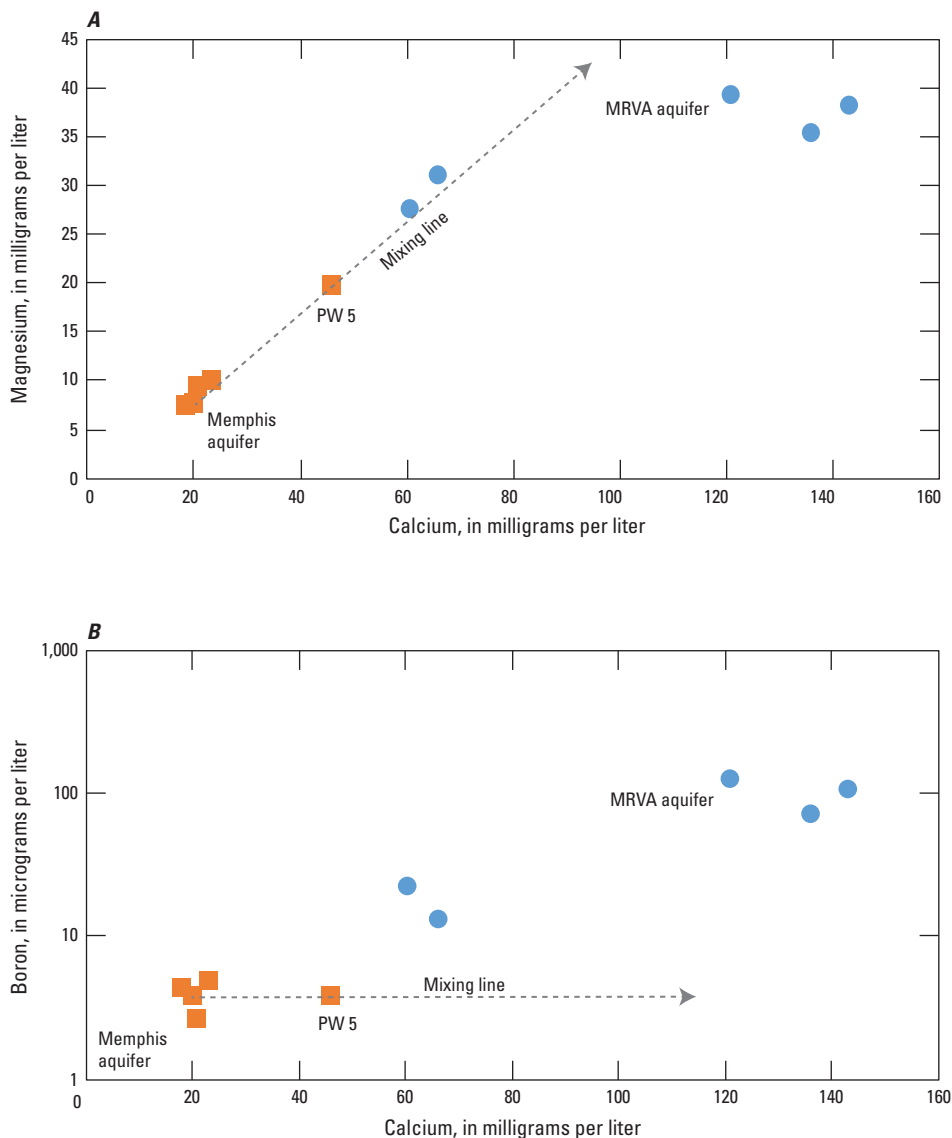 A
45
40
35
30
25
20
15
10
5
0
Magnesium, in milligrams per liter
MRVA aquifer
Mixing line
PW 5
Memphis
aquifer
0 20 40 60 80 100 120 140 160
Calcium, in milligrams per liter
B
1,000
100
10
1
Boron, in micrograms per liter
MRVA aquifer
Mixing line
PW 5
Memphis
aquifer
0 20 40 60 80 100 120 140 160
Calcium, in milligrams per liter